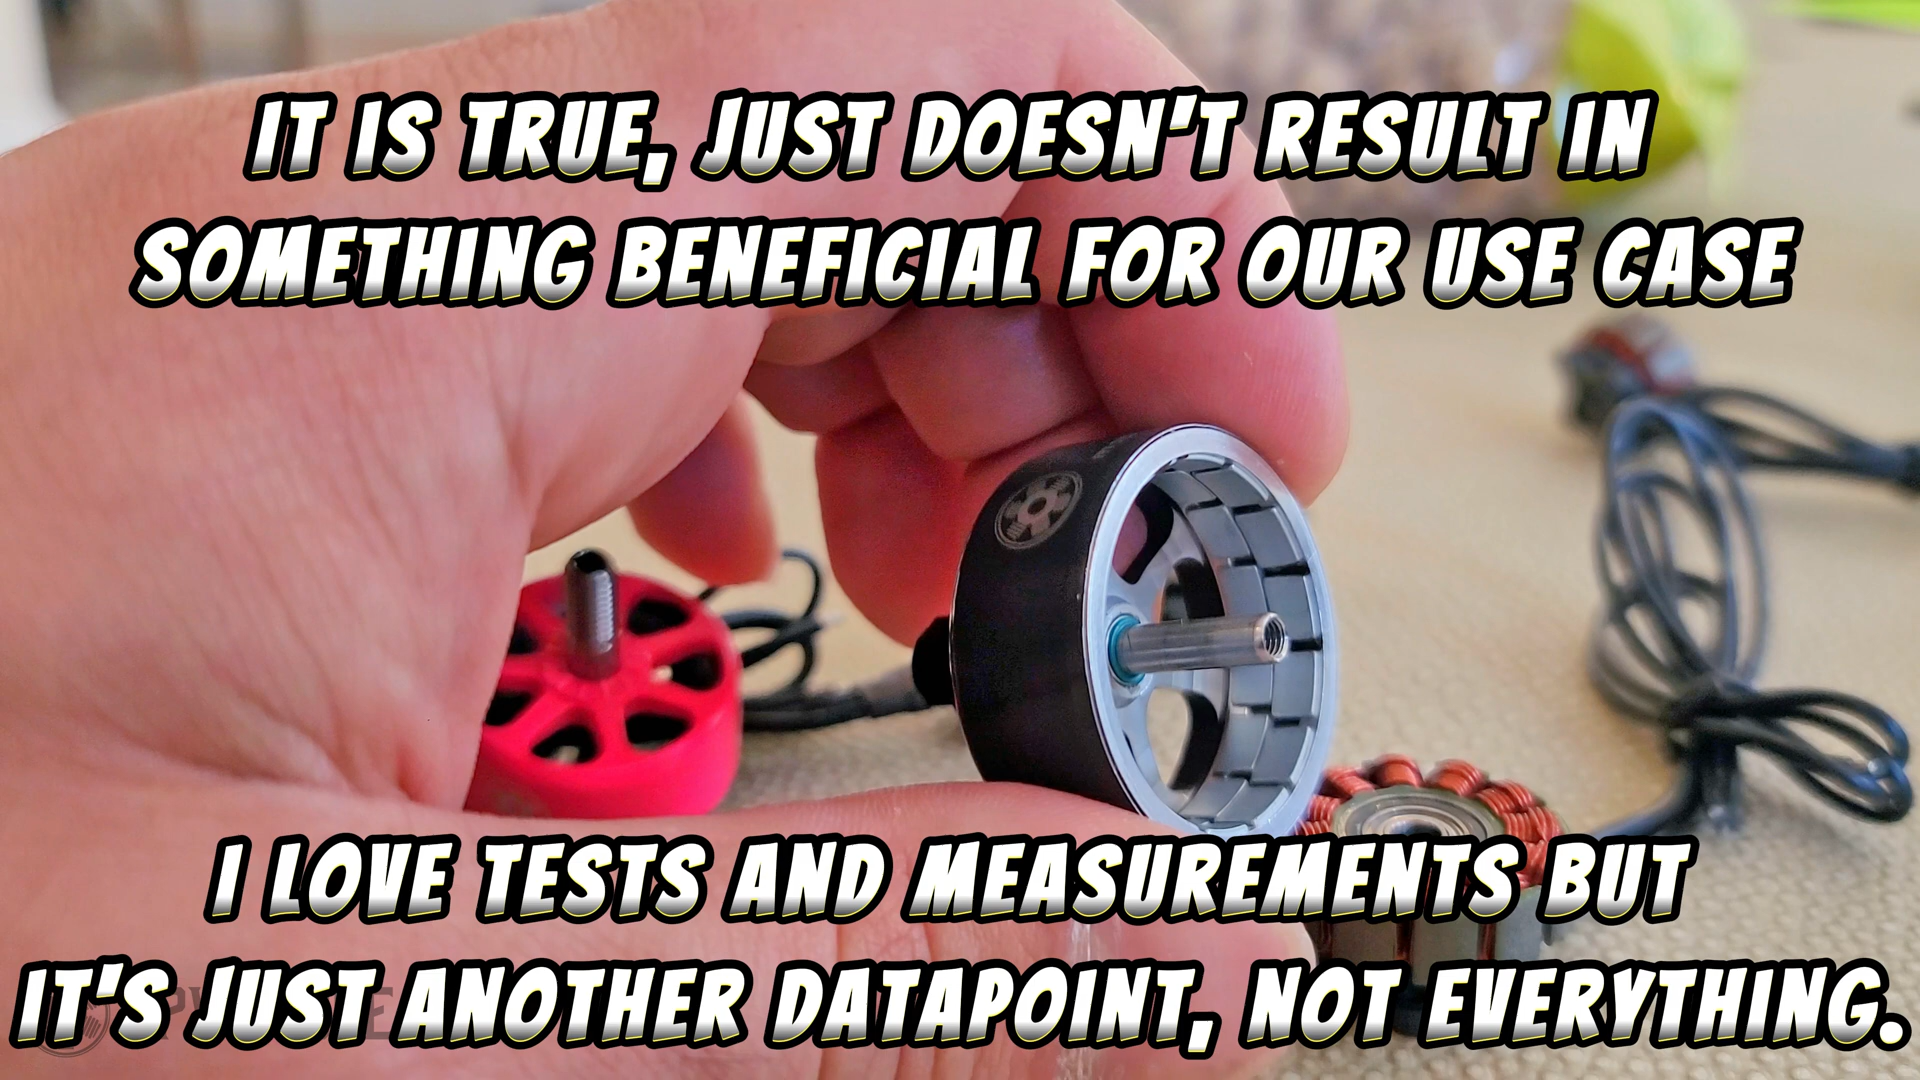 IT IS TRUE, JUST DOESN'T RESULT IN
SOMETHING BENEFICIAL FOR OUR USE CASE
I LOVE TESTS AND MEASUREMENTS BUT
IT'S JUST ANOTHER DATAPOINT, NOT EVERYTHING.